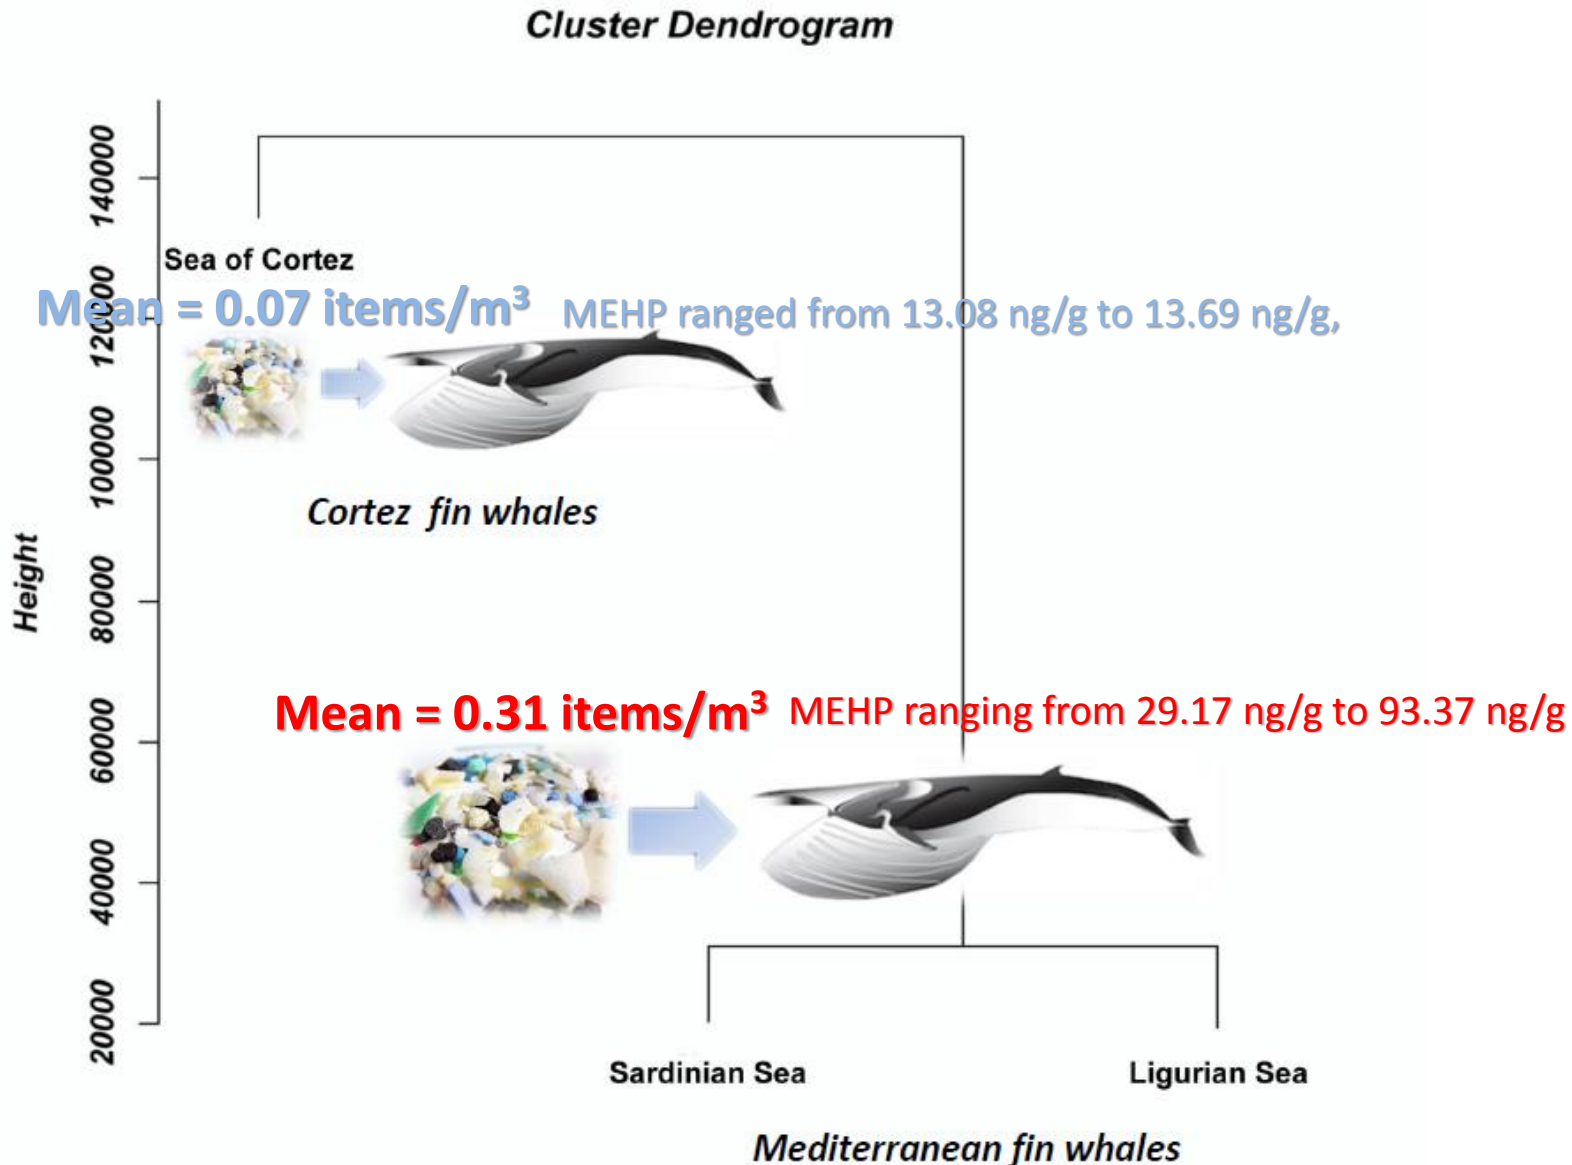 Cluster Dendrogram
140000
120000
100000
80000
60000
40000
20000
Height
Sea of Cortez
Mean = 0.07 items/m³ MEHP ranged from 13.08 ng/g to 13.69 ng/g,
Cortez fin whales
Mean = 0.31 items/m³ MEHP ranging from 29.17 ng/g to 93.37 ng/g
Sardinian Sea
Ligurian Sea
Mediterranean fin whales